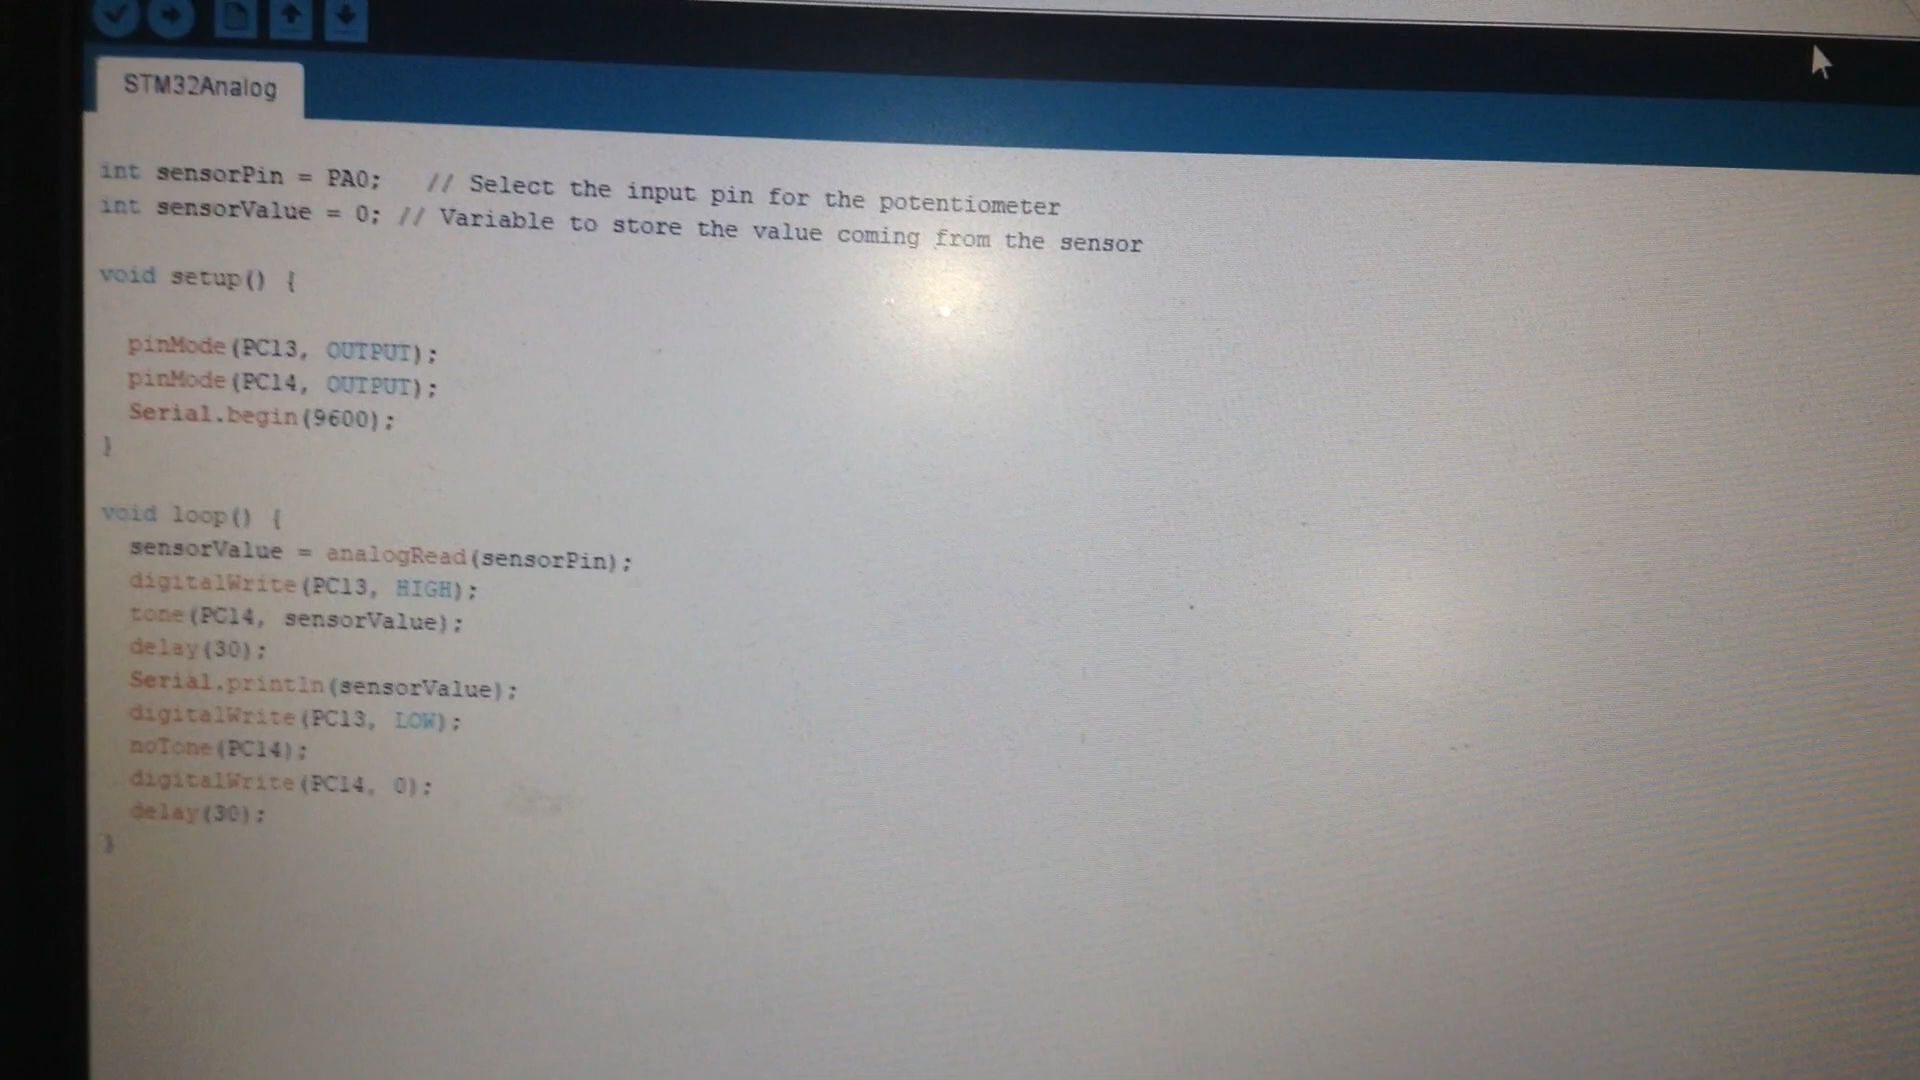 STM32Analog
int sensorPin = PA0;   // Select the input pin for the potentiometer
int sensorValue = 0; // Variable to store the value coming from the sensor
void setup() {
  pinMode(PC13, OUTPUT);
  pinMode(PC14, OUTPUT);
  Serial.begin(9600);
}
void loop() {
  sensorValue = analogRead(sensorPin);
  digitalWrite(PC13, HIGH);
  tone(PC14, sensorValue);
  delay(30);
  Serial.println(sensorValue);
  digitalWrite(PC13, LOW);
  noTone(PC14);
  digitalWrite(PC14, 0);
  delay(30);
}